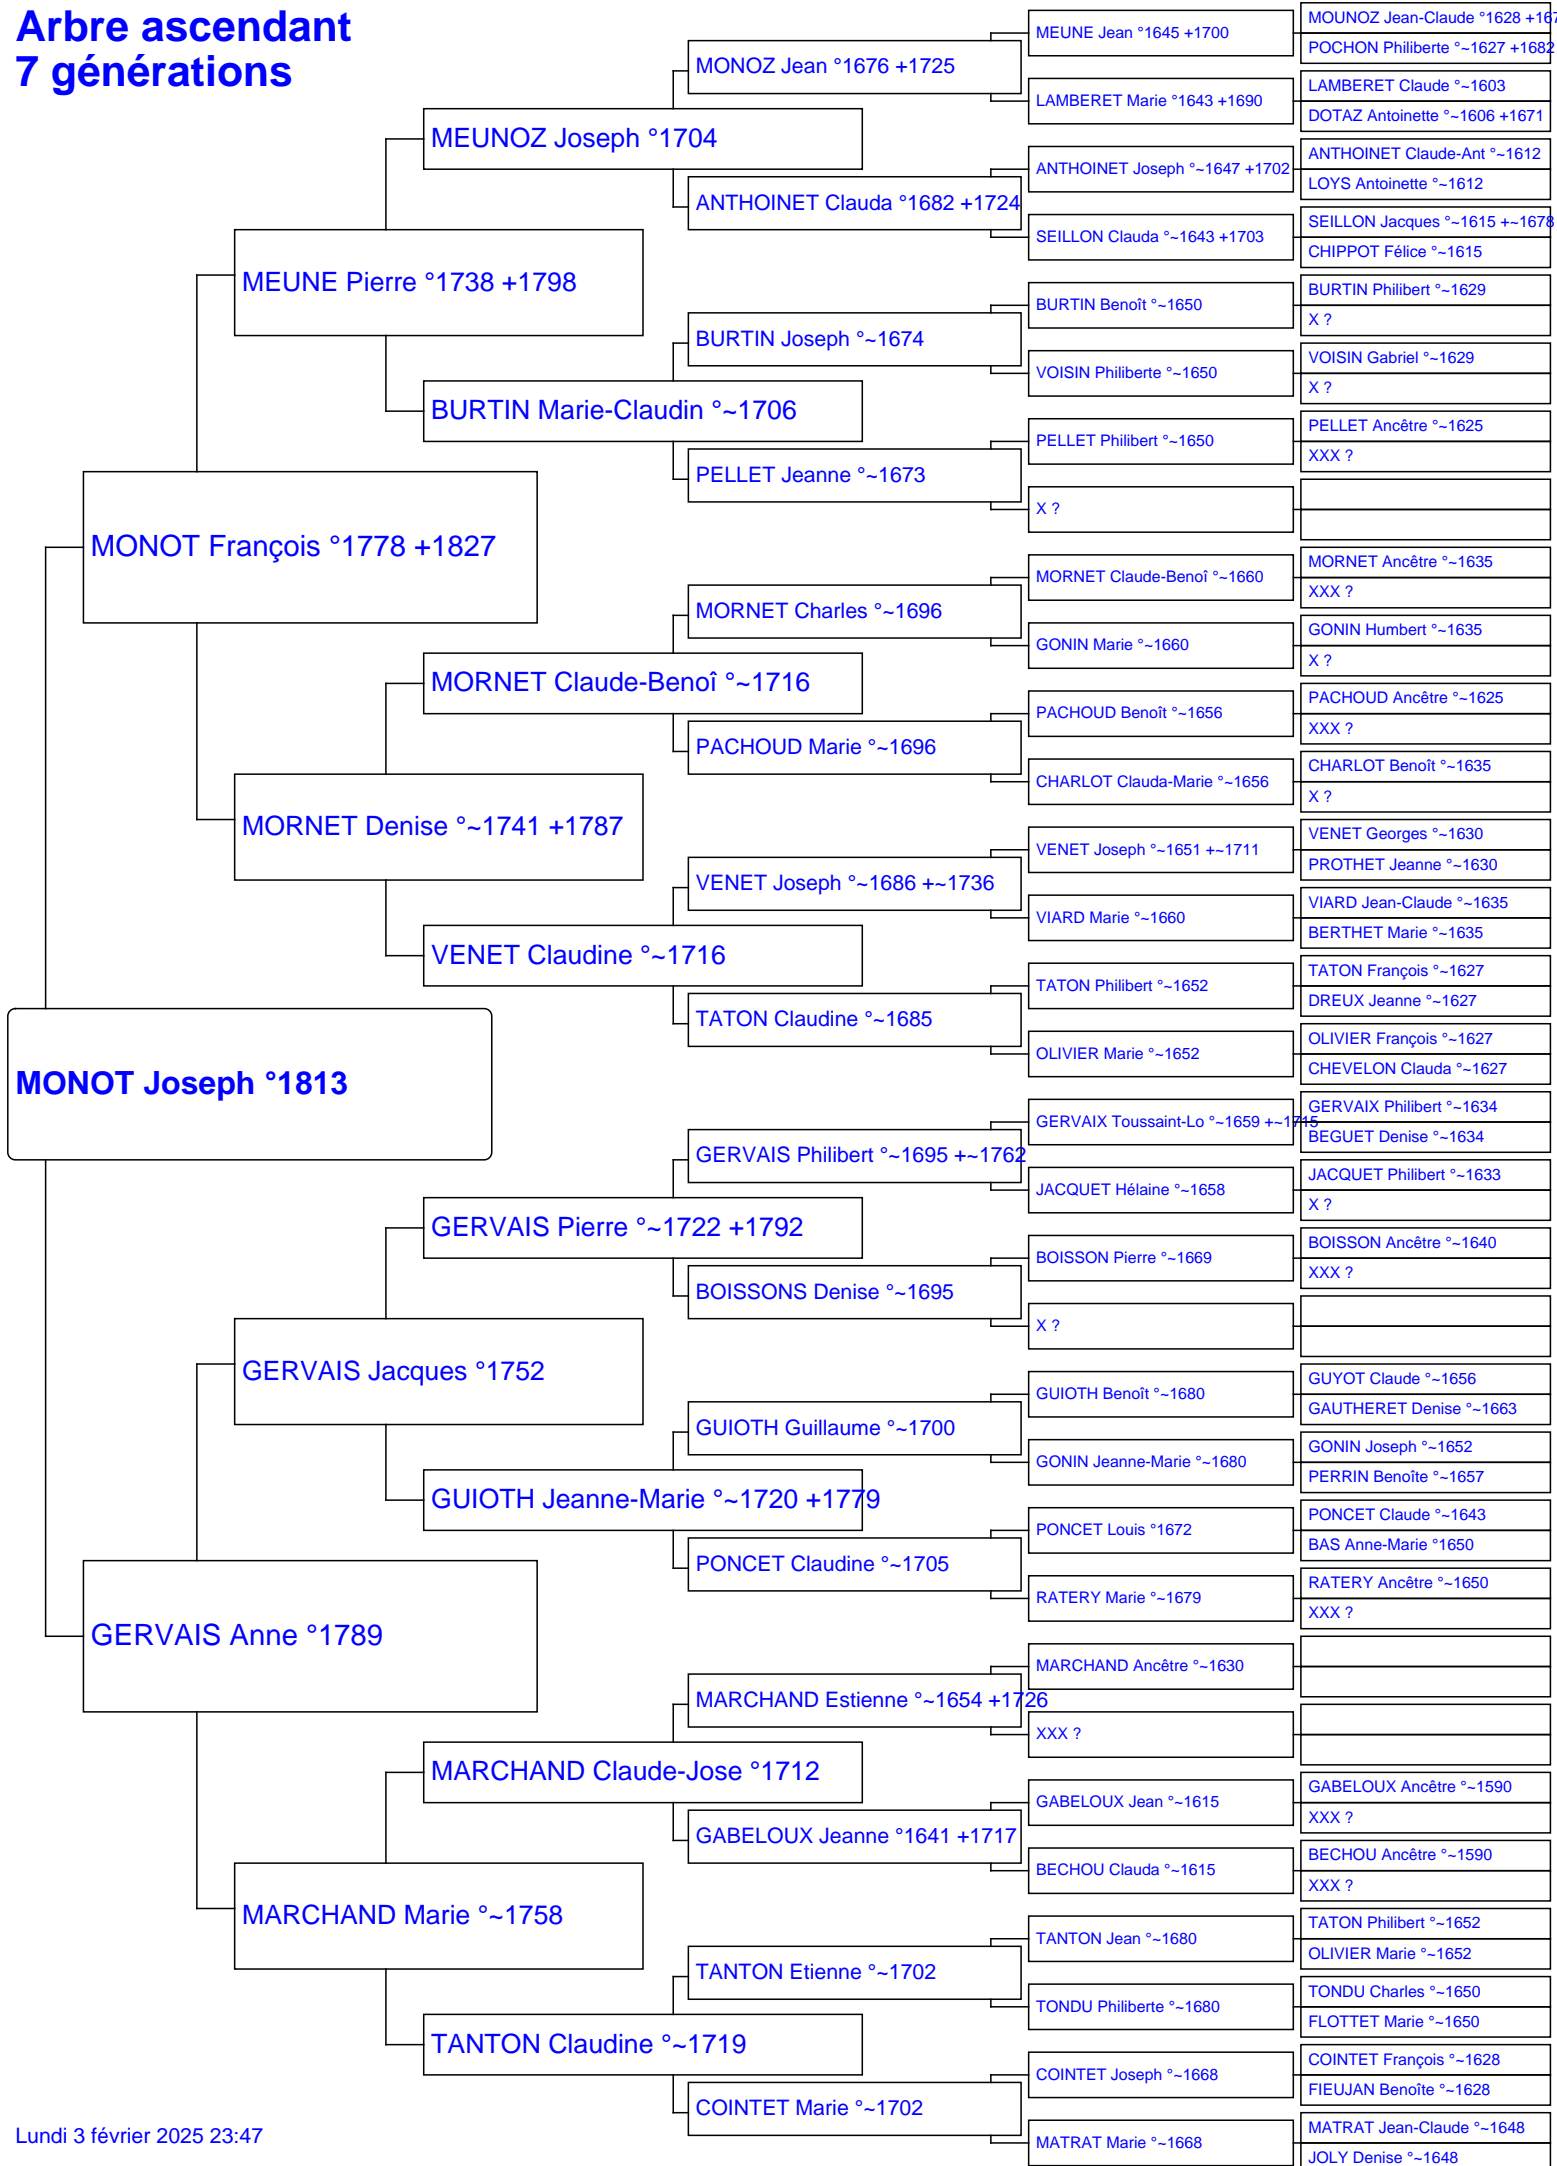 Arbre ascendant
7 générations
MONOT Joseph °1813
MONOT François °1778 +1827
GERVAIS Anne °1789
MEUNE Pierre °1738 +1798
MORNET Denise °~1741 +1787
GERVAIS Jacques °1752
MARCHAND Marie °~1758
MEUNOZ Joseph °1704
BURTIN Marie-Claudin °~1706
MORNET Claude-Benoî °~1716
VENET Claudine °~1716
GERVAIS Pierre °~1722 +1792
GUIOTH Jeanne-Marie °~1720 +1779
MARCHAND Claude-Jose °1712
TANTON Claudine °~1719
MONOZ Jean °1676 +1725
ANTHOINET Clauda °1682 +1724
BURTIN Joseph °~1674
PELLET Jeanne °~1673
MORNET Charles °~1696
PACHOUD Marie °~1696
VENET Joseph °~1686 +~1736
TATON Claudine °~1685
GERVAIS Philibert °~1695 +~1762
BOISSONS Denise °~1695
GUIOTH Guillaume °~1700
PONCET Claudine °~1705
MARCHAND Estienne °~1654 +1726
GABELOUX Jeanne °1641 +1717
TANTON Etienne °~1702
COINTET Marie °~1702
MEUNE Jean °1645 +1700
LAMBERET Marie °1643 +1690
ANTHOINET Joseph °~1647 +1702
SEILLON Clauda °~1643 +1703
BURTIN Benoît °~1650
VOISIN Philiberte °~1650
PELLET Philibert °~1650
X ?
MORNET Claude-Benoî °~1660
GONIN Marie °~1660
PACHOUD Benoît °~1656
CHARLOT Clauda-Marie °~1656
VENET Joseph °~1651 +~1711
VIARD Marie °~1660
TATON Philibert °~1652
OLIVIER Marie °~1652
GERVAIX Toussaint-Lo °~1659 +~1715
JACQUET Hélaine °~1658
BOISSON Pierre °~1669
X ?
GUIOTH Benoît °~1680
GONIN Jeanne-Marie °~1680
PONCET Louis °1672
RATERY Marie °~1679
MARCHAND Ancêtre °~1630
XXX ?
GABELOUX Jean °~1615
BECHOU Clauda °~1615
TANTON Jean °~1680
TONDU Philiberte °~1680
COINTET Joseph °~1668
MATRAT Marie °~1668
MOUNOZ Jean-Claude °1628
POCHON Philiberte °~1627 +1682
LAMBERET Claude °~1603
DOTAZ Antoinette °~1606 +1671
ANTHOINET Claude-Ant °~1612
LOYS Antoinette °~1612
SEILLON Jacques °~1615 +~1678
CHIPPOT Félice °~1615
BURTIN Philibert °~1629
X ?
VOISIN Gabriel °~1629
X ?
PELLET Ancêtre °~1625
XXX ?
MORNET Ancêtre °~1635
XXX ?
GONIN Humbert °~1635
X ?
PACHOUD Ancêtre °~1625
XXX ?
CHARLOT Benoît °~1635
X ?
VENET Georges °~1630
PROTHET Jeanne °~1630
VIARD Jean-Claude °~1635
BERTHET Marie °~1635
TATON François °~1627
DREUX Jeanne °~1627
OLIVIER François °~1627
CHEVELON Clauda °~1627
GERVAIX Philibert °~1634
BEGUET Denise °~1634
JACQUET Philibert °~1633
X ?
BOISSON Ancêtre °~1640
XXX ?
GUYOT Claude °~1656
GAUTHERET Denise °~1663
GONIN Joseph °~1652
PERRIN Benoîte °~1657
PONCET Claude °~1643
BAS Anne-Marie °1650
RATERY Ancêtre °~1650
XXX ?
GABELOUX Ancêtre °~1590
XXX ?
BECHOU Ancêtre °~1590
XXX ?
TATON Philibert °~1652
OLIVIER Marie °~1652
TONDU Charles °~1650
FLOTTET Marie °~1650
COINTET François °~1628
FIEUJAN Benoîte °~1628
MATRAT Jean-Claude °~1648
JOLY Denise °~1648
Lundi 3 février 2025 23:47